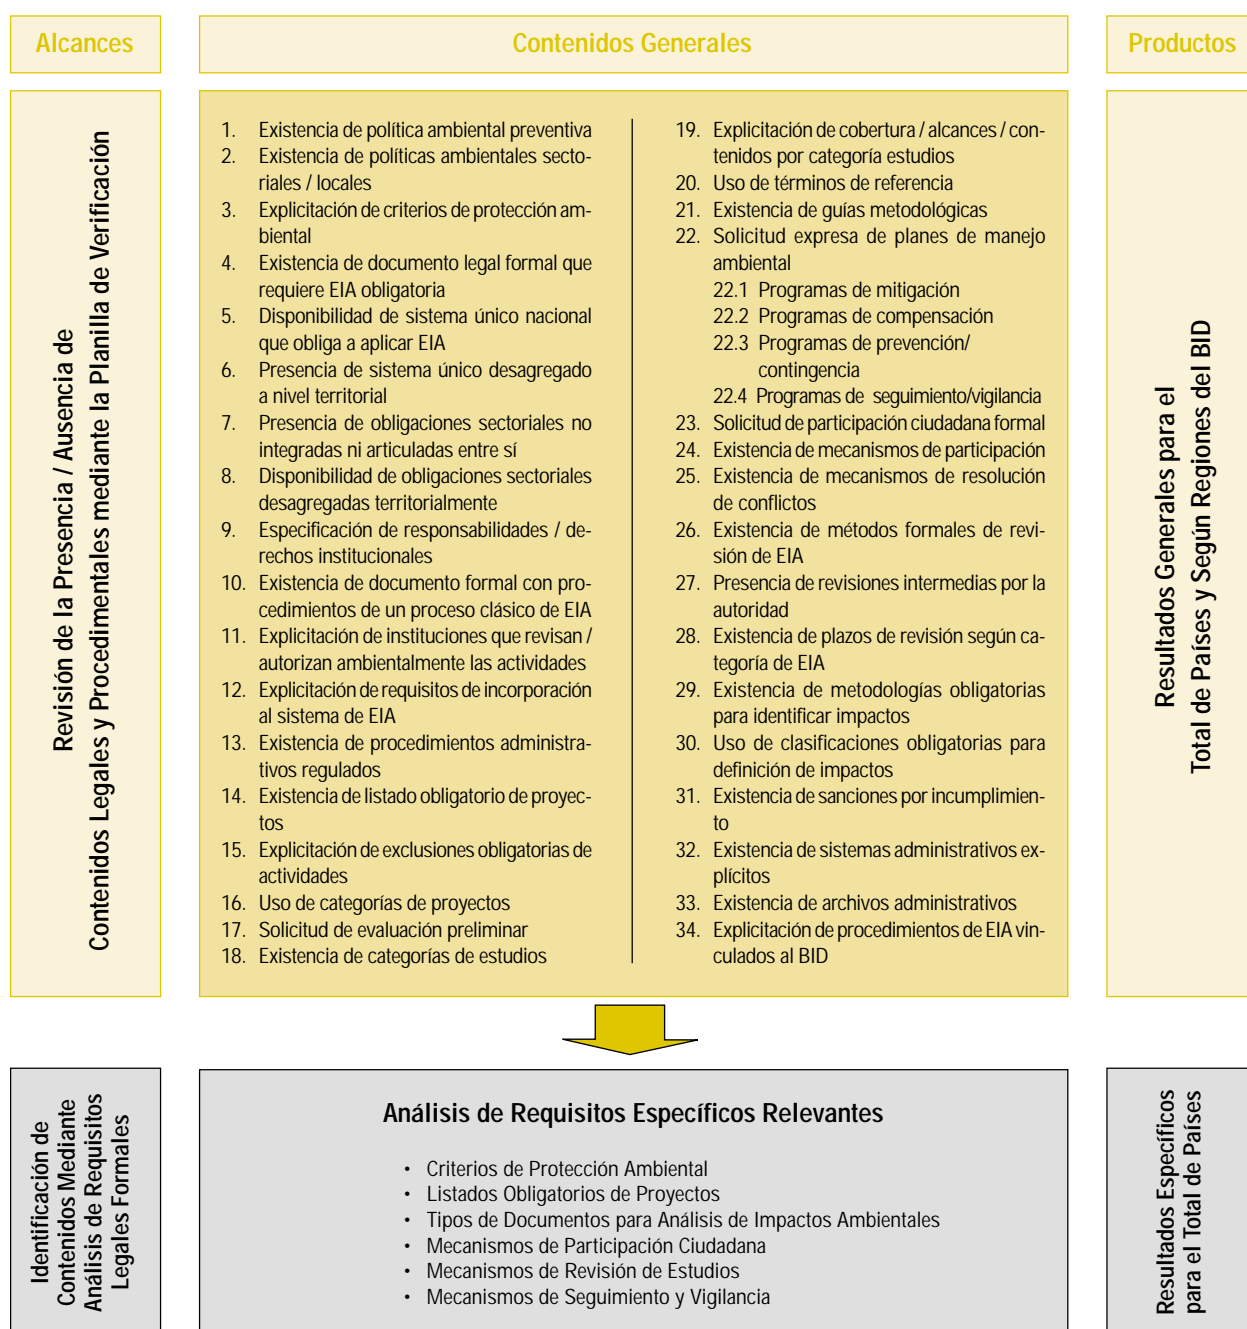 Alcances
Contenidos Generales
Productos
Revisión de la Presencia / Ausencia de
Contenidos Legales y Procedimentales mediante la Planilla de Verificación
1. Existencia de política ambiental preventiva
2. Existencia de políticas ambientales secto-
riales / locales
3. Explicitación de criterios de protección am-
biental
4. Existencia de documento legal formal que
requiere EIA obligatoria
5. Disponibilidad de sistema único nacional
que obliga a aplicar EIA
6. Presencia de sistema único desagregado
a nivel territorial
7. Presencia de obligaciones sectoriales no
integradas ni articuladas entre sí
8. Disponibilidad de obligaciones sectoriales
desagregadas territorialmente
9. Especificación de responsabilidades / de-
rechos institucionales
10. Existencia de documento formal con pro-
cedimientos de un proceso clásico de EIA
11. Explicitación de instituciones que revisan /
autorizan ambientalmente las actividades
12. Explicitación de requisitos de incorporación
al sistema de EIA
13. Existencia de procedimientos administra-
tivos regulados
14. Existencia de listado obligatorio de proyec-
tos
15. Explicitación de exclusiones obligatorias de
actividades
16. Uso de categorías de proyectos
17. Solicitud de evaluación preliminar
18. Existencia de categorías de estudios
19. Explicitación de cobertura / alcances / con-
tenidos por categoría estudios
20. Uso de términos de referencia
21. Existencia de guías metodológicas
22. Solicitud expresa de planes de manejo
ambiental
22.1 Programas de mitigación
22.2 Programas de compensación
22.3 Programas de prevención/
contingencia
22.4 Programas de seguimiento/vigilancia
23. Solicitud de participación ciudadana formal
24. Existencia de mecanismos de participación
25. Existencia de mecanismos de resolución
de conflictos
26. Existencia de métodos formales de revi-
sión de EIA
27. Presencia de revisiones intermedias por la
autoridad
28. Existencia de plazos de revisión según ca-
tegoría de EIA
29. Existencia de metodologías obligatorias
para identificar impactos
30. Uso de clasificaciones obligatorias para
definición de impactos
31. Existencia de sanciones por incumplimien-
to
32. Existencia de sistemas administrativos ex-
plícitos
33. Existencia de archivos administrativos
34. Explicitación de procedimientos de EIA vin-
culados al BID
Resultados Generales para el
Total de Países y Según Regiones del BID
Identificación de
Contenidos Mediante
Análisis de Requisitos
Legales Formales
Análisis de Requisitos Específicos Relevantes
• Criterios de Protección Ambiental
• Listados Obligatorios de Proyectos
• Tipos de Documentos para Análisis de Impactos Ambientales
• Mecanismos de Participación Ciudadana
• Mecanismos de Revisión de Estudios
• Mecanismos de Seguimiento y Vigilancia
Resultados Específicos
para el Total de Países